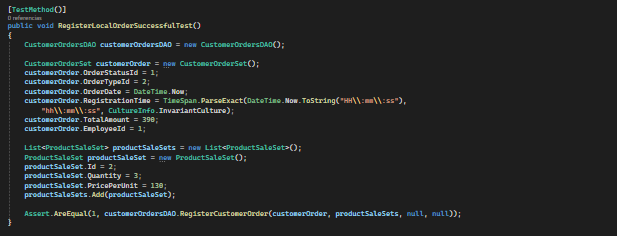 [TestMethod()]
0 referencias
public void RegisterLocalOrderSuccessfulTest()
{
CustomerOrdersDAO customerOrdersDAO = new CustomerOrdersDAO();
CustomerOrderSet customerOrder = new CustomerOrderSet();
customerOrder.OrderStatusId = 1;
customerOrder.OrderTypeId = 2;
customerOrder.OrderDate = DateTime.Now;
customerOrder.RegistrationTime = TimeSpan.ParseExact(DateTime.Now.ToString("HH\\:mm\\:ss"),
"hh\\:mm\\:ss", CultureInfo.InvariantCulture);
customerOrder.TotalAmount = 390;
customerOrder.EmployeeId = 1;
List<ProductSaleSet> productSaleSets = new List<ProductSaleSet>();
ProductSaleSet productSaleSet = new ProductSaleSet();
productSaleSet.Id = 2;
productSaleSet.Quantity = 3;
productSaleSet.PricePerUnit = 130;
productSaleSets.Add(productSaleSet);
Assert.AreEqual(1, customerOrdersDAO.RegisterCustomerOrder(customerOrder, productSaleSets, null, null));
}